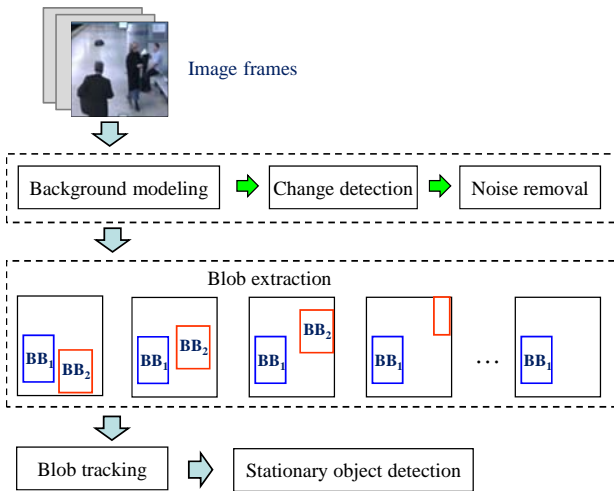 Image frames
Background modeling
Change detection
Noise removal
Blob extraction
BB₁ BB₂
BB₁ BB₂
BB₁ BB₂
BB₁
...
BB₁
Blob tracking
Stationary object detection